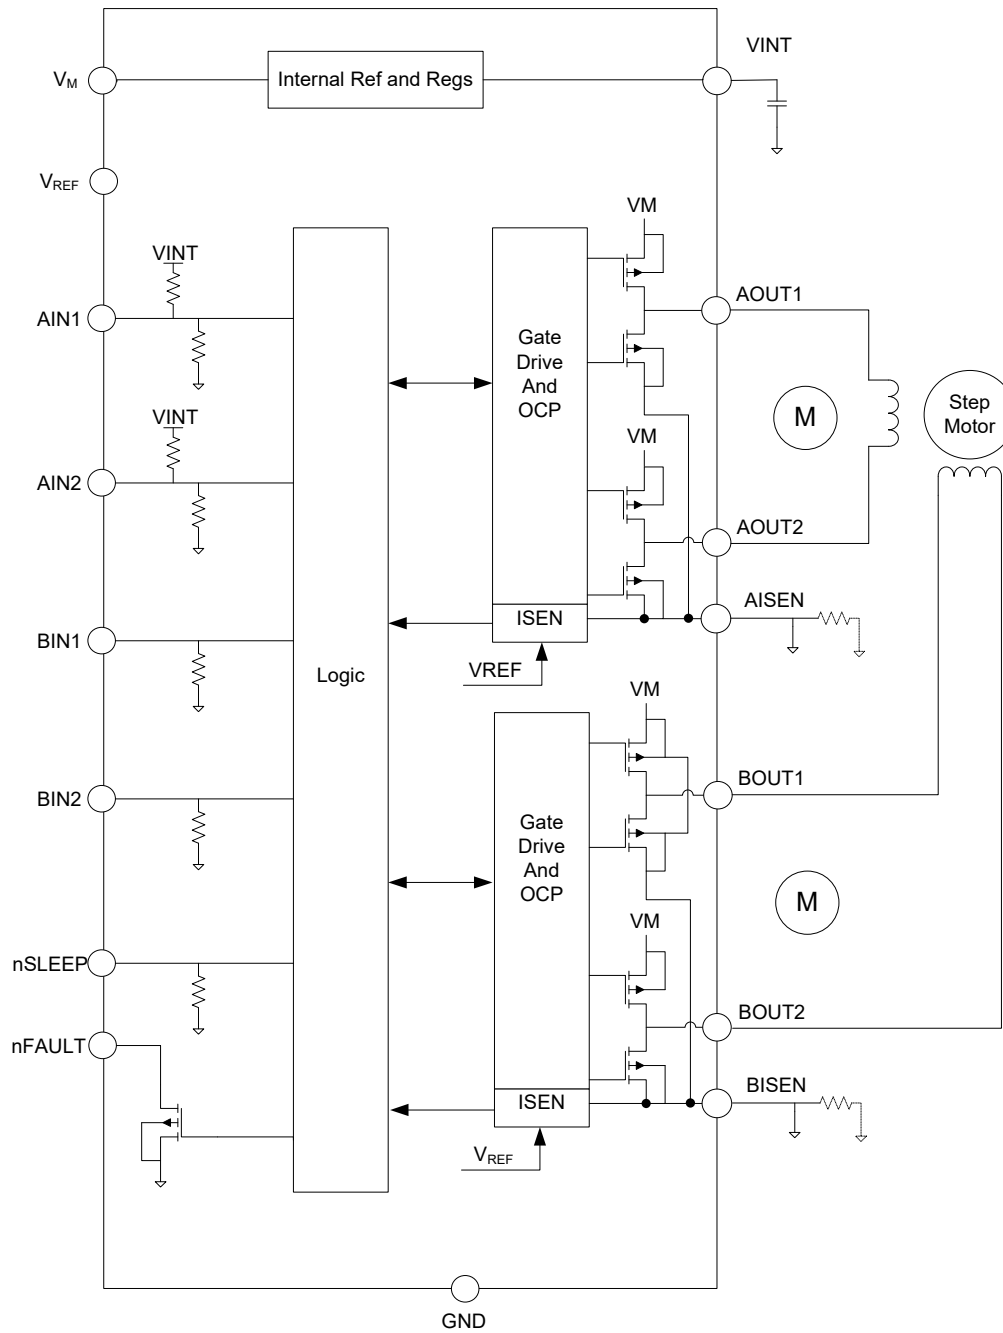 VINT
VM
Internal Ref and Regs
VREF
VM
VINT
AIN1
AOUT1
Gate
Drive
And
OCP
M
Step
Motor
VINT
VM
AIN2
AOUT2
ISEN
AISEN
BIN1
VREF
Logic
VM
BOUT1
BIN2
Gate
Drive
And
OCP
M
VM
nSLEEP
BOUT2
nFAULT
ISEN
BISEN
VREF
GND